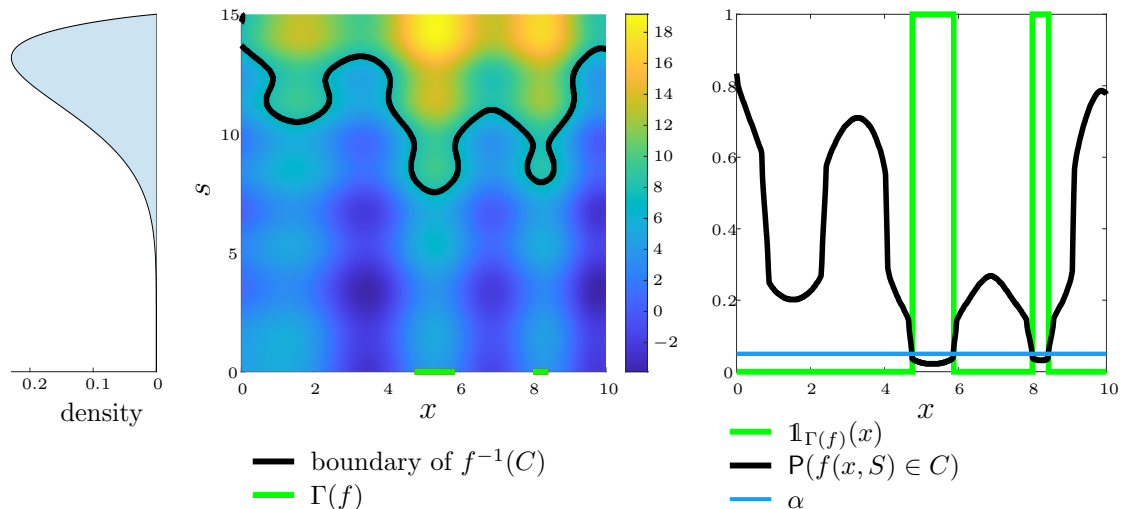 0.2 0.1 0
density
15
10
5
0
s
0 2 4 6 8 10
x
18
16
14
12
10
8
6
4
2
0
−2
−4
boundary of f⁻¹(C)
Γ(f)
1
0.8
0.6
0.4
0.2
0
0 2 4 6 8 10
x
𝟙_Γ(f)(x)
P(f(x, S) ∈ C)
α